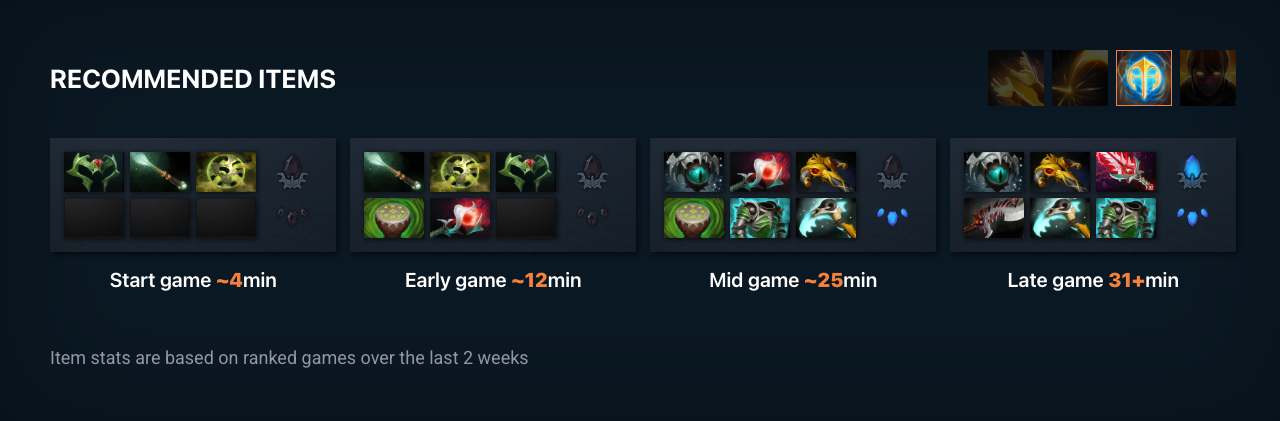 RECOMMENDED ITEMS
Start game ~4min
Early game ~12min
Mid game ~25min
Late game 31+min
Item stats are based on ranked games over the last 2 weeks